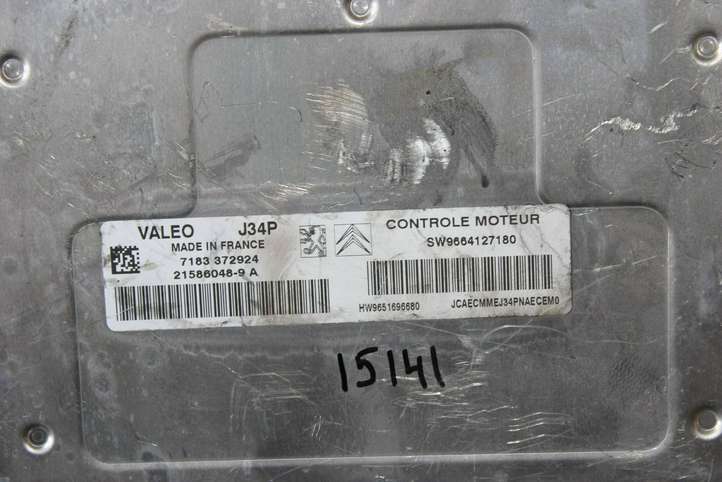 VALEO J34P
MADE IN FRANCE
7183 372924
21586048-9 A
CONTROLE MOTEUR
SW9664127180
HW9651696680
JCAECMMEJ34PNAECEM0
15141